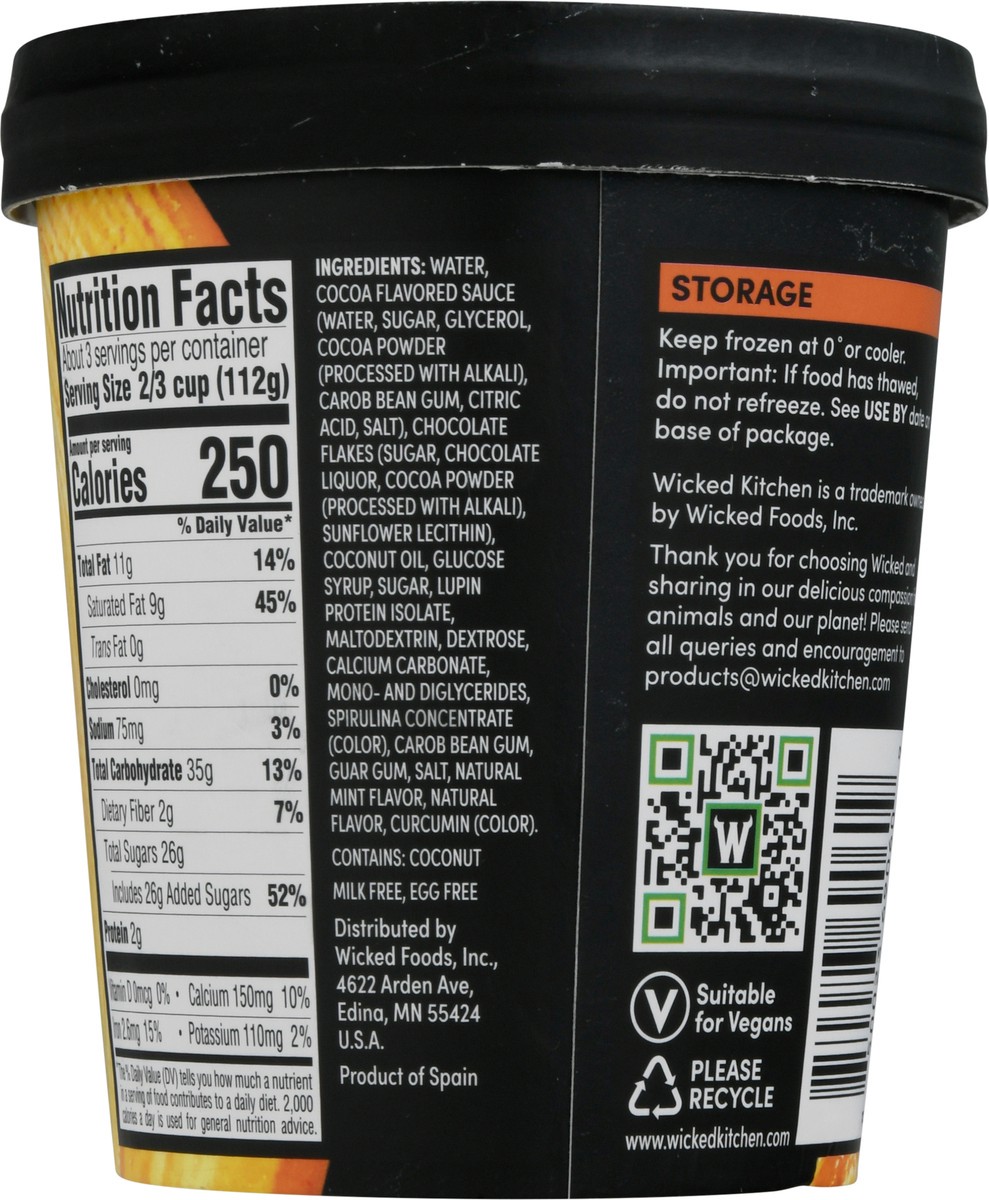 Nutrition Facts
About 3 servings per container
Serving Size 2/3 cup (112g)
Amount per serving
Calories 250
% Daily Value*
Total Fat 11g 14%
Saturated Fat 9g 45%
Trans Fat 0g
Cholesterol 0mg 0%
Sodium 75mg 3%
Total Carbohydrate 35g 13%
Dietary Fiber 2g 7%
Total Sugars 26g
Includes 26g Added Sugars 52%
Protein 2g
Vitamin D 0mcg 0% • Calcium 150mg 10%
Iron 2.6mg 15% • Potassium 110mg 2%
*The % Daily Value (DV) tells you how much a nutrient
in a serving of food contributes to a daily diet. 2,000
calories a day is used for general nutrition advice.
INGREDIENTS: WATER,
COCOA FLAVORED SAUCE
(WATER, SUGAR, GLYCEROL,
COCOA POWDER
(PROCESSED WITH ALKALI),
CAROB BEAN GUM, CITRIC
ACID, SALT), CHOCOLATE
FLAKES (SUGAR, CHOCOLATE
LIQUOR, COCOA POWDER
(PROCESSED WITH ALKALI),
SUNFLOWER LECITHIN),
COCONUT OIL, GLUCOSE
SYRUP, SUGAR, LUPIN
PROTEIN ISOLATE,
MALTODEXTRIN, DEXTROSE,
CALCIUM CARBONATE,
MONO- AND DIGLYCERIDES,
SPIRULINA CONCENTRATE
(COLOR), CAROB BEAN GUM,
GUAR GUM, SALT, NATURAL
MINT FLAVOR, NATURAL
FLAVOR, CURCUMIN (COLOR).
CONTAINS: COCONUT
MILK FREE, EGG FREE
Distributed by
Wicked Foods, Inc.,
4622 Arden Ave,
Edina, MN 55424
U.S.A.
Product of Spain
STORAGE
Keep frozen at 0° or cooler.
Important: If food has thawed,
do not refreeze. See USE BY date
base of package.
Wicked Kitchen is a trademark
by Wicked Foods, Inc.
Thank you for choosing Wicked and
sharing in our delicious
animals and our planet! Please send
all queries and encouragement to
products@wickedkitchen.com
W
V Suitable
for Vegans
PLEASE
RECYCLE
www.wickedkitchen.com